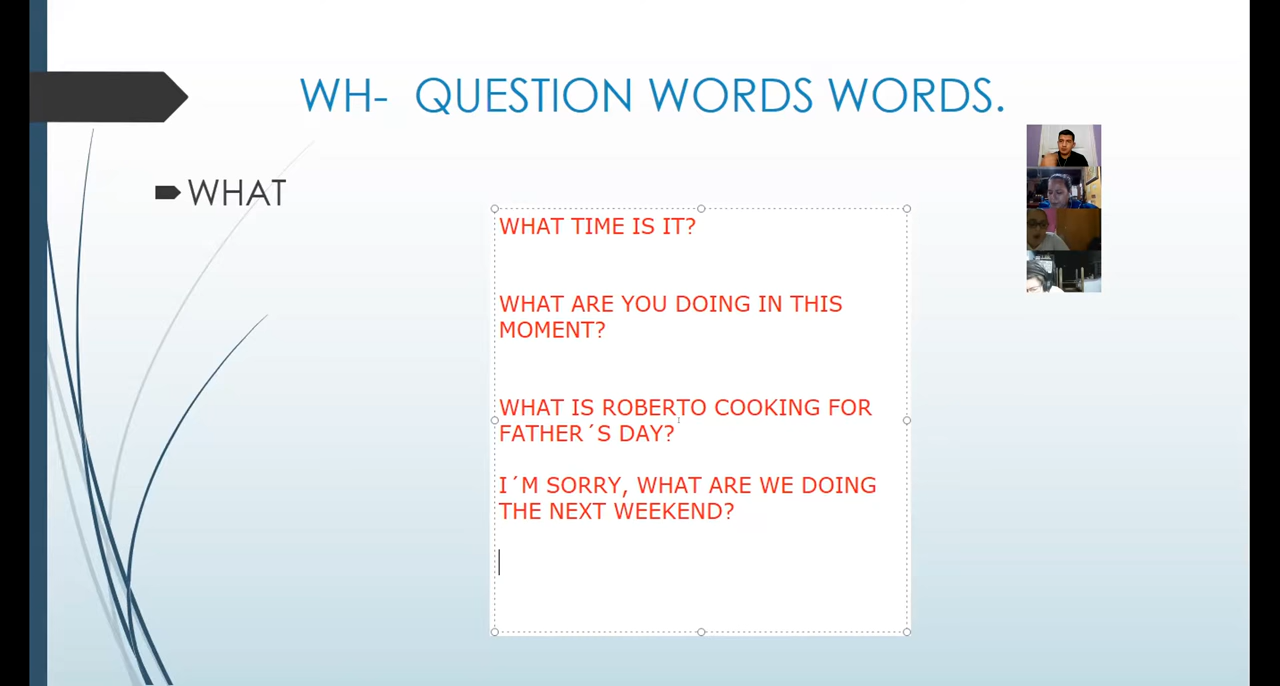 WH- QUESTION WORDS WORDS.
WHAT
WHAT TIME IS IT?
WHAT ARE YOU DOING IN THIS
MOMENT?
WHAT IS ROBERTO COOKING FOR
FATHER´S DAY?
I´M SORRY, WHAT ARE WE DOING
THE NEXT WEEKEND?